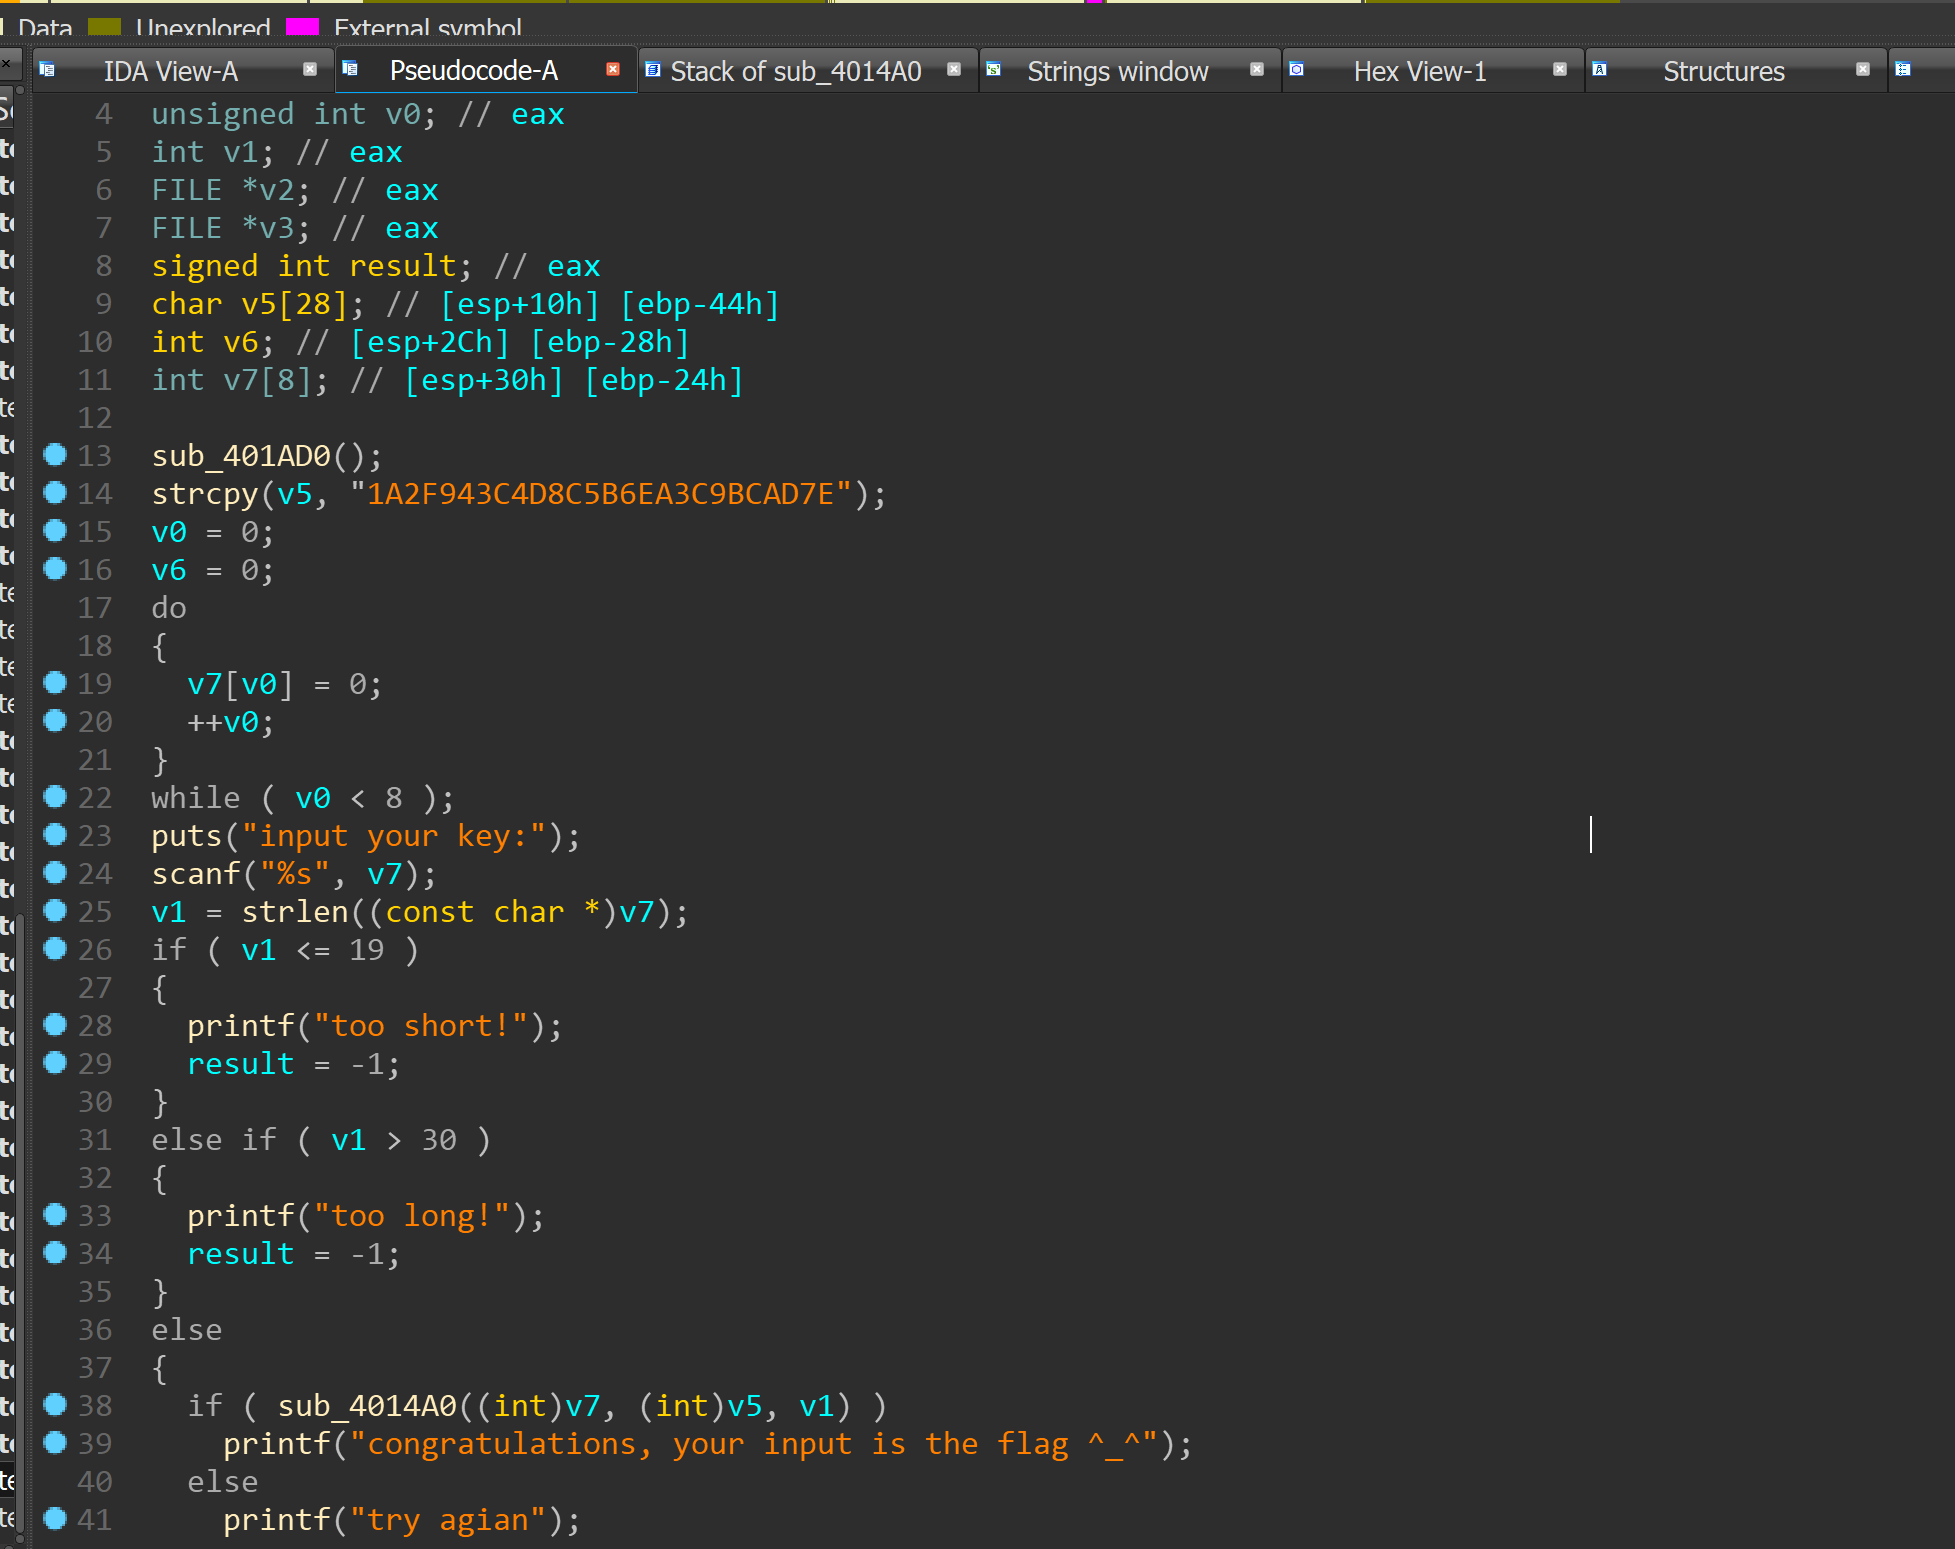 Data Unexplored External symbol
IDA View-A Pseudocode-A Stack of sub_4014A0 Strings window Hex View-1 Structures
4 unsigned int v0; // eax
5 int v1; // eax
6 FILE *v2; // eax
7 FILE *v3; // eax
8 signed int result; // eax
9 char v5[28]; // [esp+10h] [ebp-44h]
10 int v6; // [esp+2Ch] [ebp-28h]
11 int v7[8]; // [esp+30h] [ebp-24h]
12
13 sub_401AD0();
14 strcpy(v5, "1A2F943C4D8C5B6EA3C9BCAD7E");
15 v0 = 0;
16 v6 = 0;
17 do
18 {
19 v7[v0] = 0;
20 ++v0;
21 }
22 while ( v0 < 8 );
23 puts("input your key:");
24 scanf("%s", v7);
25 v1 = strlen((const char *)v7);
26 if ( v1 <= 19 )
27 {
28 printf("too short!");
29 result = -1;
30 }
31 else if ( v1 > 30 )
32 {
33 printf("too long!");
34 result = -1;
35 }
36 else
37 {
38 if ( sub_4014A0((int)v7, (int)v5, v1) )
39 printf("congratulations, your input is the flag ^_^");
40 else
41 printf("try agian");